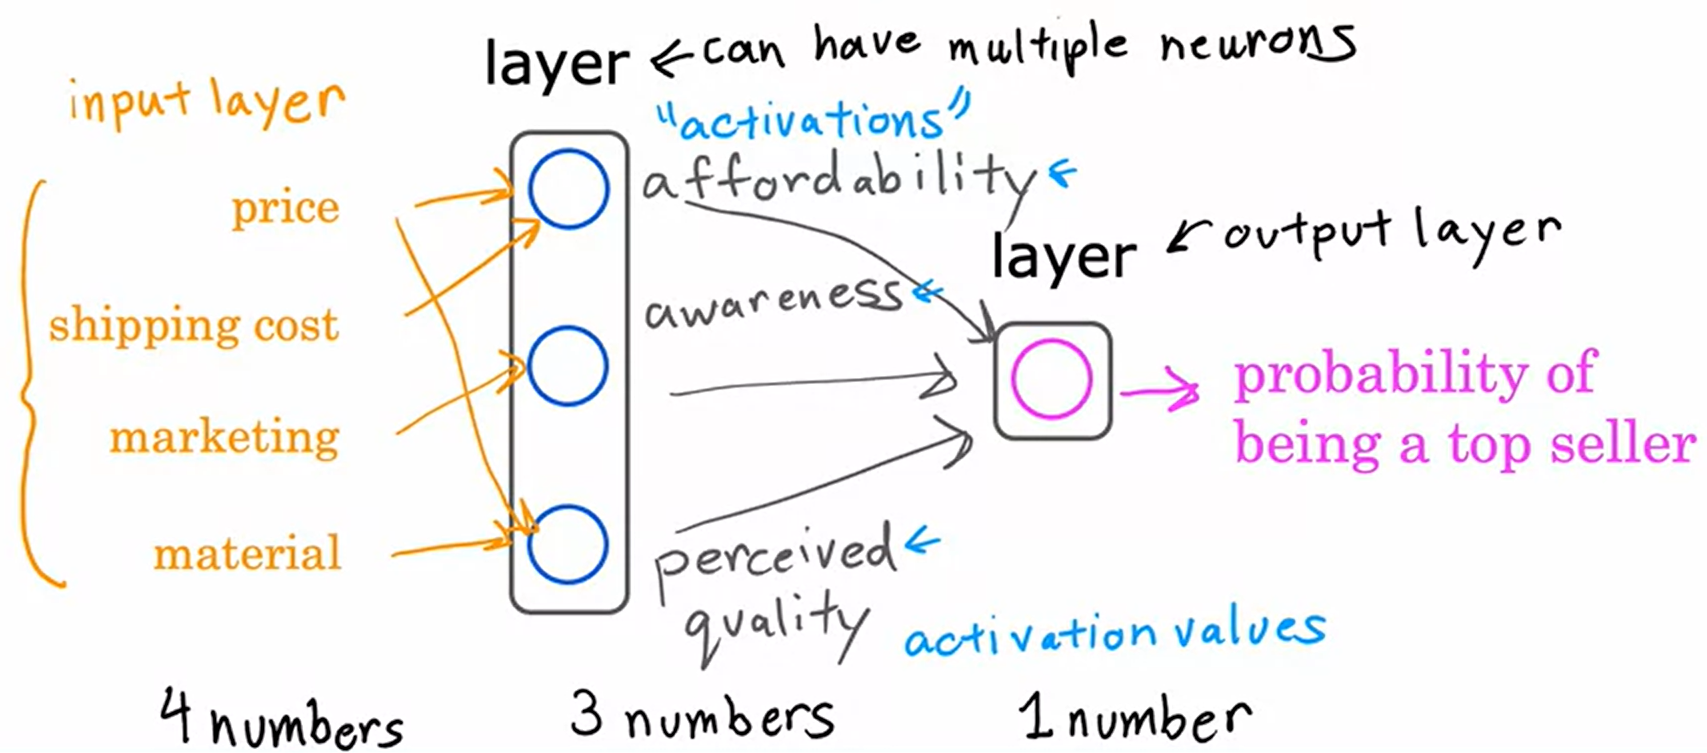 layer ←can have multiple neurons
input layer
"activations"
price
affordability ←
layer ← output layer
shipping cost
awareness ←
marketing
probability of
being a top seller
material
perceived ←
quality
activation values
4 numbers
3 numbers
1 number